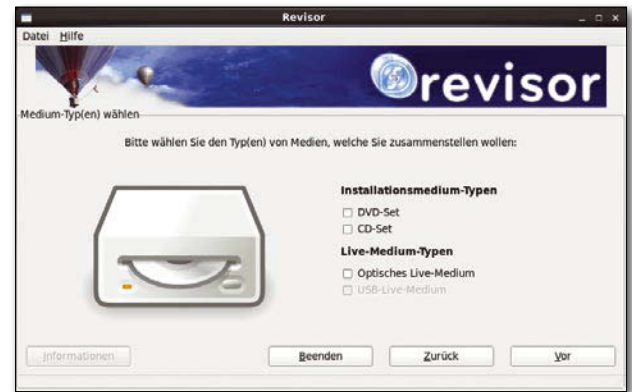 Revisor
Datei Hilfe
revisor
Medium-Typ(en) wählen
Bitte wählen Sie den Typ(en) von Medien, welche Sie zusammenstellen wollen:
Installationsmedium-Typen
DVD-Set
CD-Set
Live-Medium-Typen
Optisches Live-Medium
USB-Live-Medium
Informationen Beenden Zurück Vor